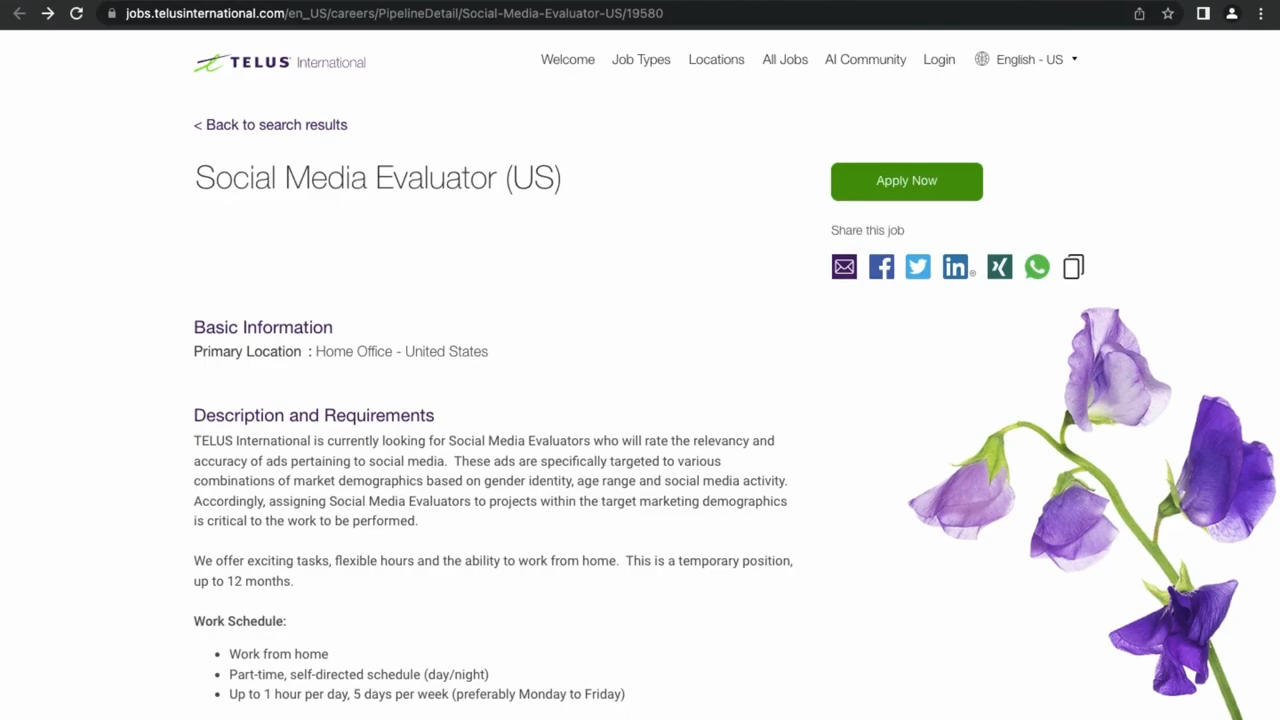 jobs.telusinternational.com/en_US/careers/PipelineDetail/Social-Media-Evaluator-US/19580
TELUS International
Welcome Job Types Locations All Jobs AI Community Login English - US
< Back to search results
Social Media Evaluator (US)
Apply Now
Share this job
Basic Information
Primary Location : Home Office - United States
Description and Requirements
TELUS International is currently looking for Social Media Evaluators who will rate the relevancy and
accuracy of ads pertaining to social media. These ads are specifically targeted to various
combinations of market demographics based on gender identity, age range and social media activity.
Accordingly, assigning Social Media Evaluators to projects within the target marketing demographics
is critical to the work to be performed.
We offer exciting tasks, flexible hours and the ability to work from home. This is a temporary position,
up to 12 months.
Work Schedule:
• Work from home
• Part-time, self-directed schedule (day/night)
• Up to 1 hour per day, 5 days per week (preferably Monday to Friday)